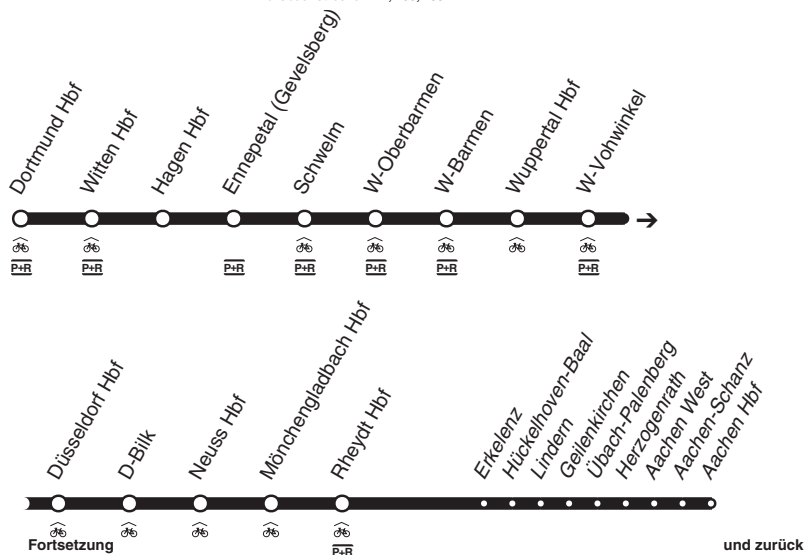 Dortmund Hbf
Witten Hbf
Hagen Hbf
Ennepetal (Gevelsberg)
Schwelm
W-Oberbarmen
W-Barmen
Wuppertal Hbf
W-Vohwinkel
P+R P+R P+R P+R P+R P+R P+R
Düsseldorf Hbf
D-Bilk
Neuss Hbf
Mönchengladbach Hbf
Rheydt Hbf
Erkelenz
Hückelhoven-Baal
Lindern
Geilenkirchen
Übach-Palenberg
Herzogenrath
Aachen West
Aachen-Schanz
Aachen Hbf
Fortsetzung
P+R
und zurück